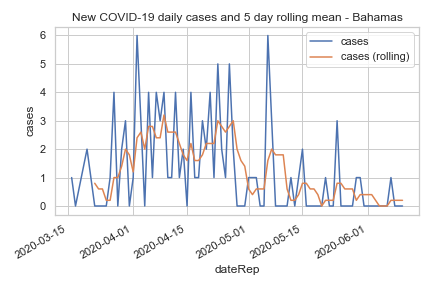 New COVID-19 daily cases and 5 day rolling mean - Bahamas
cases
cases (rolling)
6
5
4
3
2
1
0
cases
2020-03-15
2020-04-01
2020-04-15
2020-05-01
2020-05-15
2020-06-01
dateRep